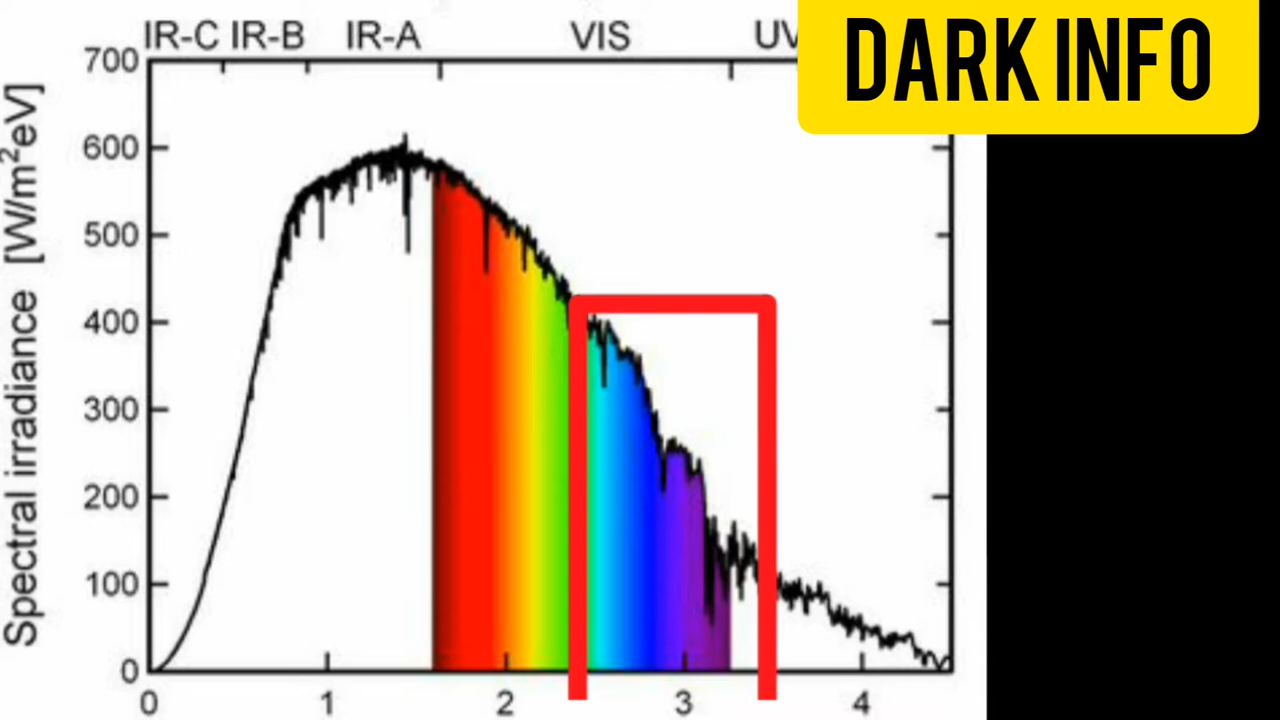 IR-C IR-B IR-A VIS UV
DARK INFO
Spectral irradiance [W/m²eV]
700
600
500
400
300
200
100
0
0 1 2 3 4